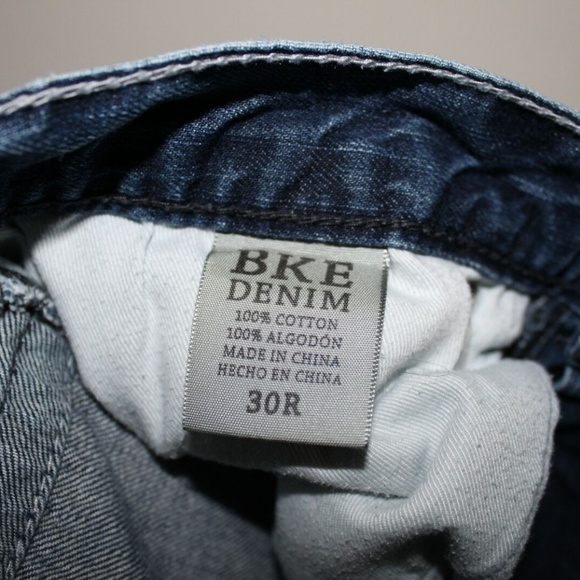 BKE
DENIM
100% COTTON
100% ALGODÓN
MADE IN CHINA
HECHO EN CHINA
30R